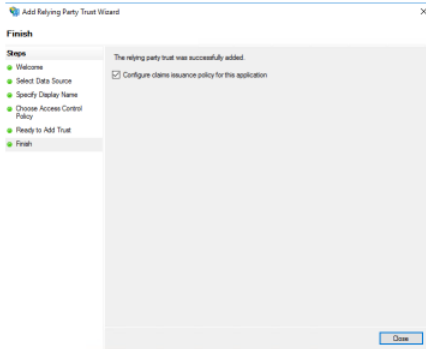 Add Relying Party Trust Wizard
Finish
Steps
Welcome
Select Data Source
Specify Display Name
Choose Access Control
Policy
Ready to Add Trust
Finish
The relying party trust was successfully added.
Configure claims issuance policy for this application
Close